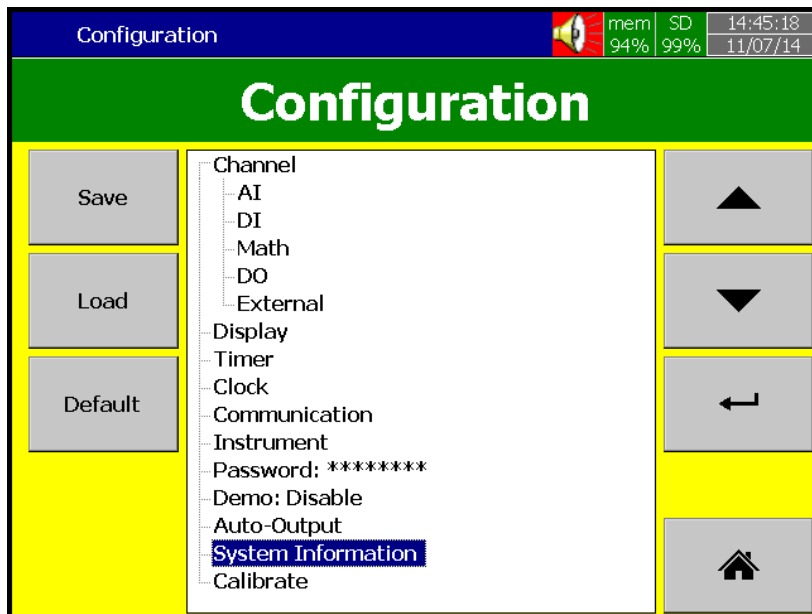 Configuration
mem SD 14:45:18
94% 99% 11/07/14
Configuration
Save
Load
Default
Channel
AI
DI
Math
DO
External
Display
Timer
Clock
Communication
Instrument
Password: ********
Demo: Disable
Auto-Output
System Information
Calibrate